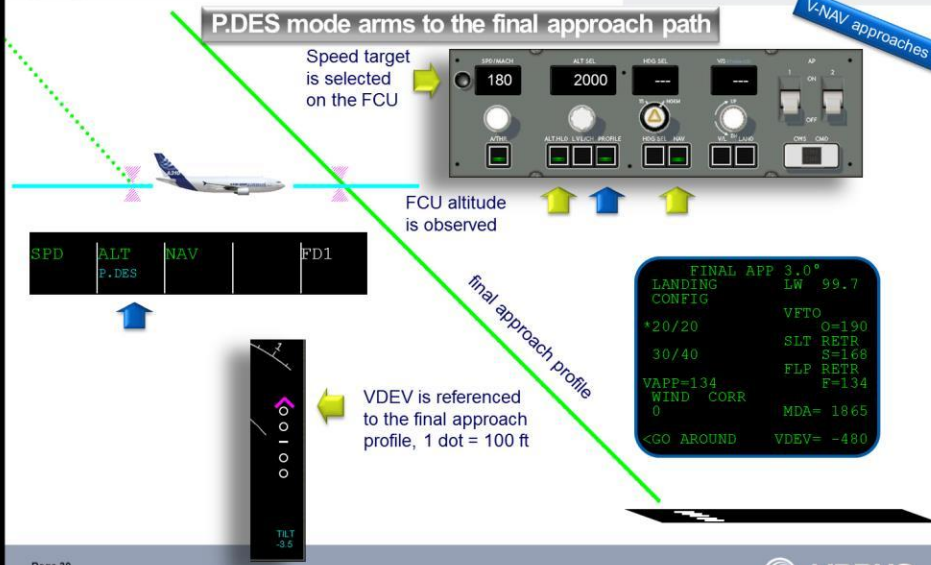 P.DES mode arms to the final approach path
V-NAV approaches
Speed target
is selected
on the FCU
SPD/MACH
ALT SEL
HDG SEL
AP
180
2000
---
---
1
2
ON
OFF
A/THR
ALT HLD
LVL/CH
PROFILE
HDG SEL
NAV
V/L
LAND
CWS
CMD
FCU altitude
is observed
SPD
ALT
NAV
FD1
P.DES
final approach profile
FINAL APP 3.0°
LANDING
LW 99.7
CONFIG
VFTO
*20/20
O=190
SLT RETR
30/40
S=168
FLP RETR
VAPP=134
F=134
WIND CORR
0
MDA= 1865
<GO AROUND
VDEV= -480
1
VDEV is referenced
to the final approach
profile, 1 dot = 100 ft
TILT
-3.5